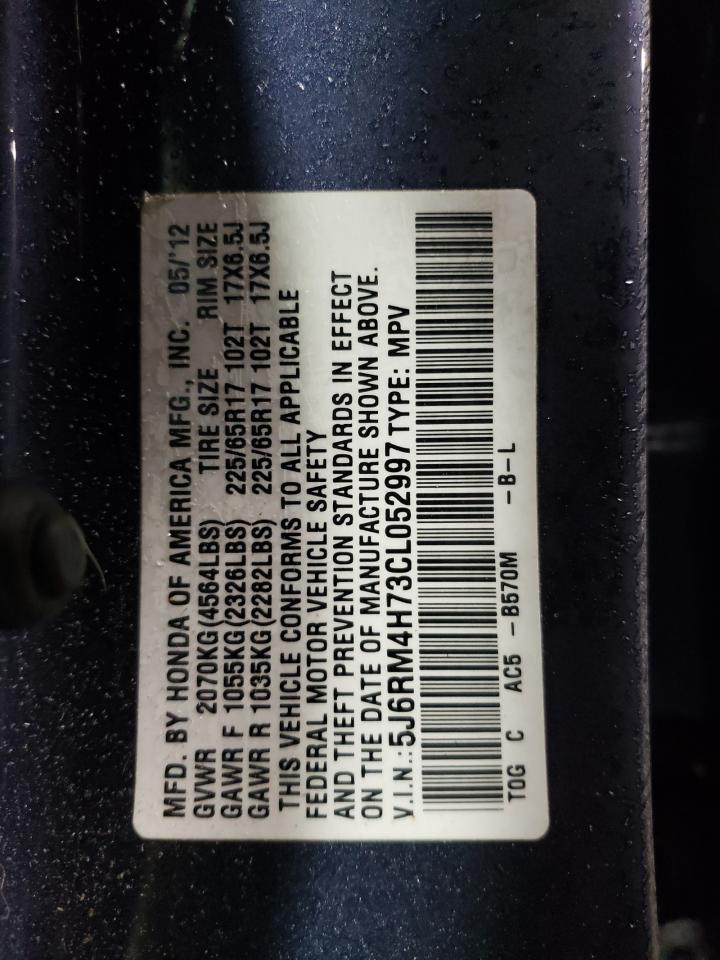 MFD. BY HONDA OF AMERICA MFG., INC. 05/'12
GVWR 2070KG(4564LBS) TIRE SIZE RIM SIZE
GAWR F 1055KG(2326LBS) 225/65R17 102T 17X6.5J
GAWR R 1035KG(2282LBS) 225/65R17 102T 17X6.5J
THIS VEHICLE CONFORMS TO ALL APPLICABLE
FEDERAL MOTOR VEHICLE SAFETY
AND THEFT PREVENTION STANDARDS IN EFFECT
ON THE DATE OF MANUFACTURE SHOWN ABOVE.
V.I.N.:5J6RM4H73CL052997 TYPE: MPV
TOG C AC5 -B570M -B-L